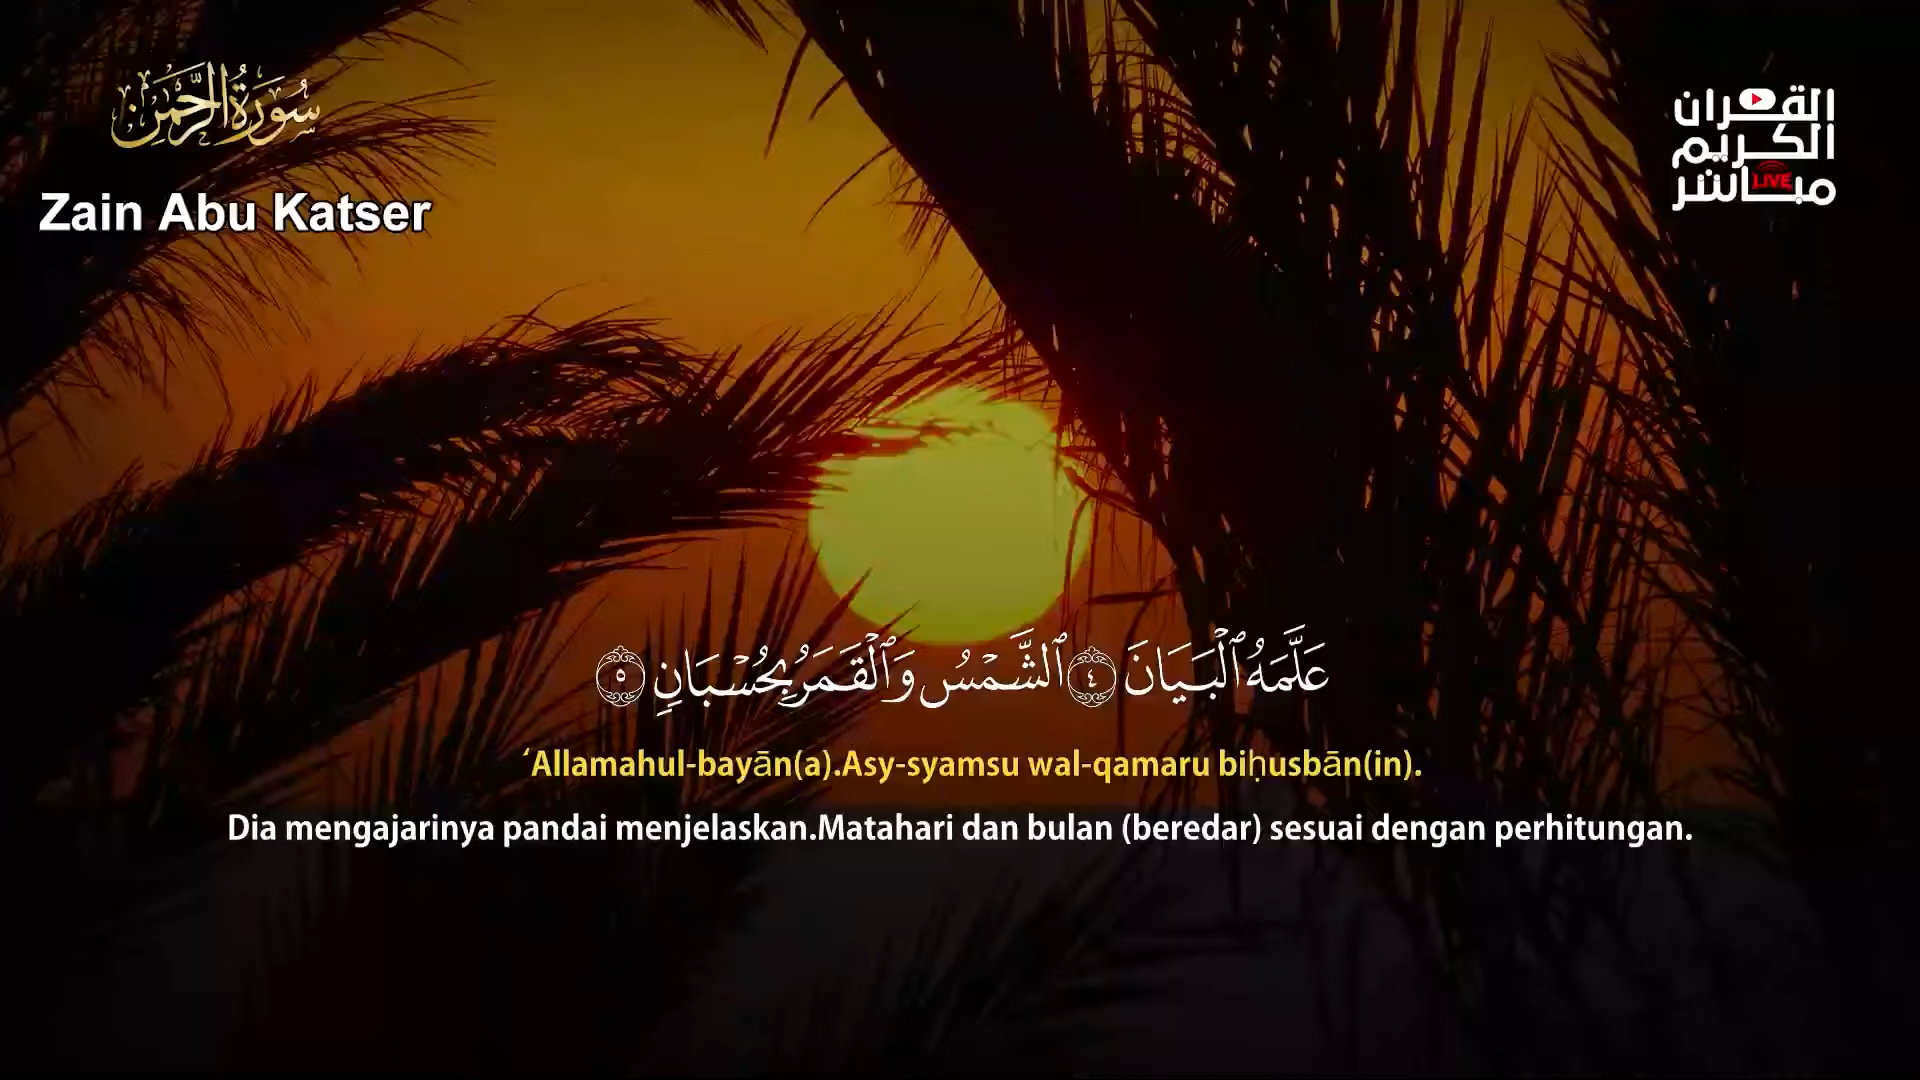 سُورَةُ الرَّحْمَٰن
Zain Abu Katser
القرآن
الكريم
مباشر
LIVE
عَلَّمَهُ ٱلْبَيَانَ ٤ ٱلشَّمْسُ وَٱلْقَمَرُ بِحُسْبَانٍ ٥
‘Allamahul-bayān(a).Asy-syamsu wal-qamaru biḥusbān(in).
Dia mengajarinya pandai menjelaskan.Matahari dan bulan (beredar) sesuai dengan perhitungan.